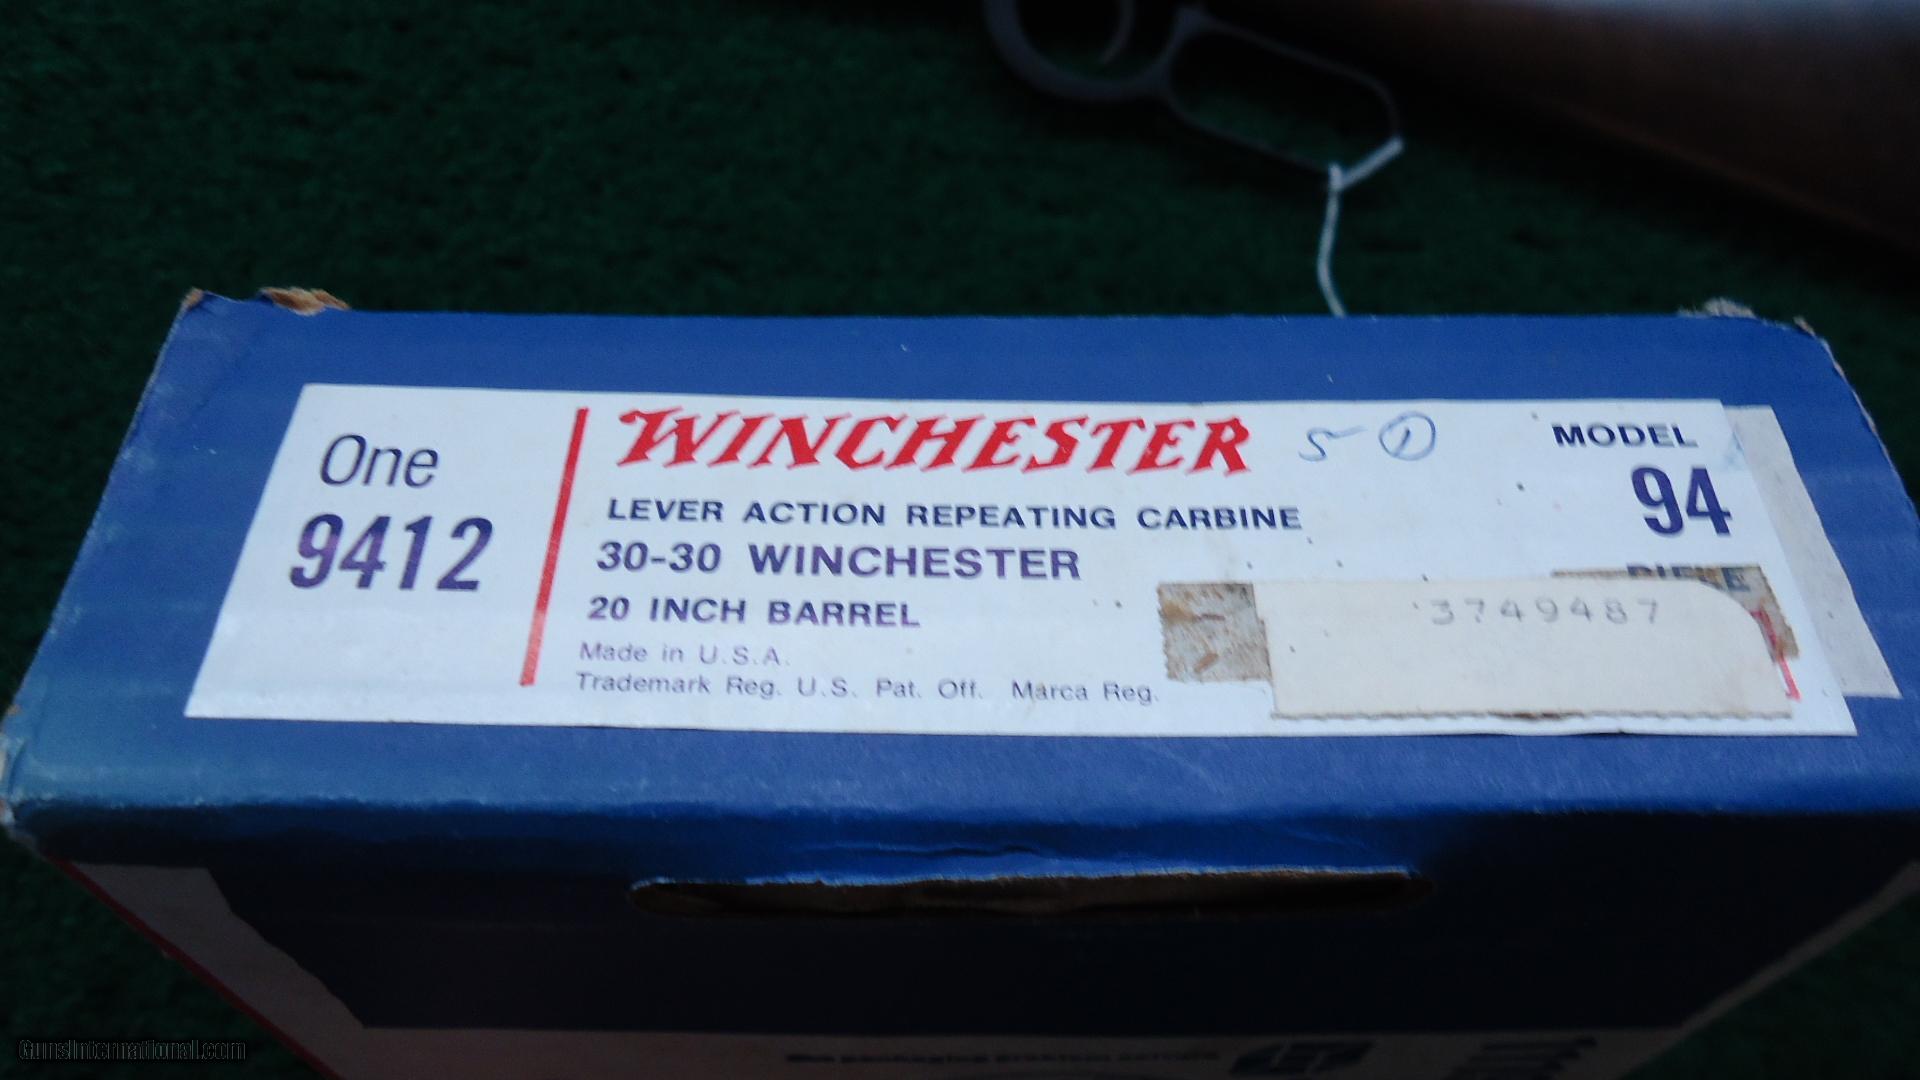 One
9412
WINCHESTER 5 1
LEVER ACTION REPEATING CARBINE
30-30 WINCHESTER
20 INCH BARREL
Made in U.S.A.
Trademark Reg. U.S. Pat. Off. Marca Reg.
MODEL
94
RIFLE
3749487
GunsInternational.com